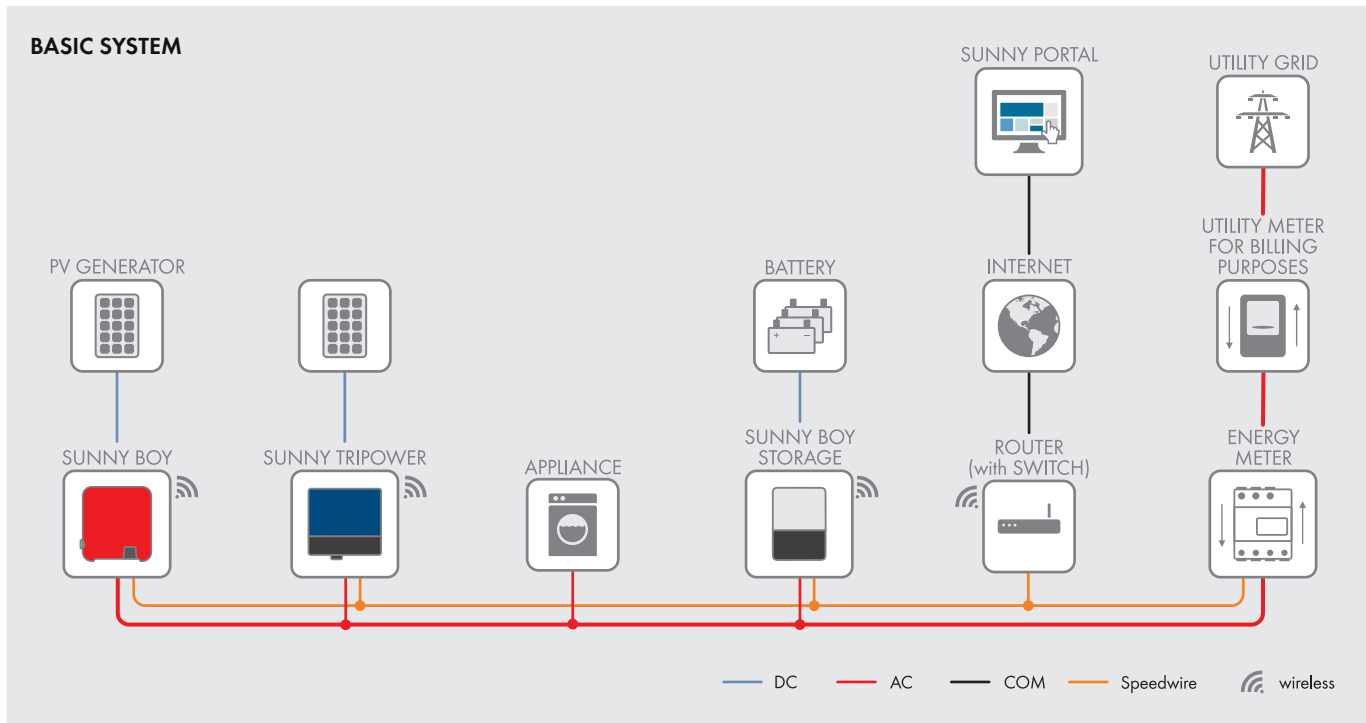 BASIC SYSTEM
SUNNY PORTAL
UTILITY GRID
UTILITY METER
FOR BILLING
PURPOSES
PV GENERATOR
BATTERY
INTERNET
SUNNY BOY
SUNNY TRIPOWER
APPLIANCE
SUNNY BOY
STORAGE
ROUTER
(with SWITCH)
ENERGY
METER
DC
AC
COM
Speedwire
wireless